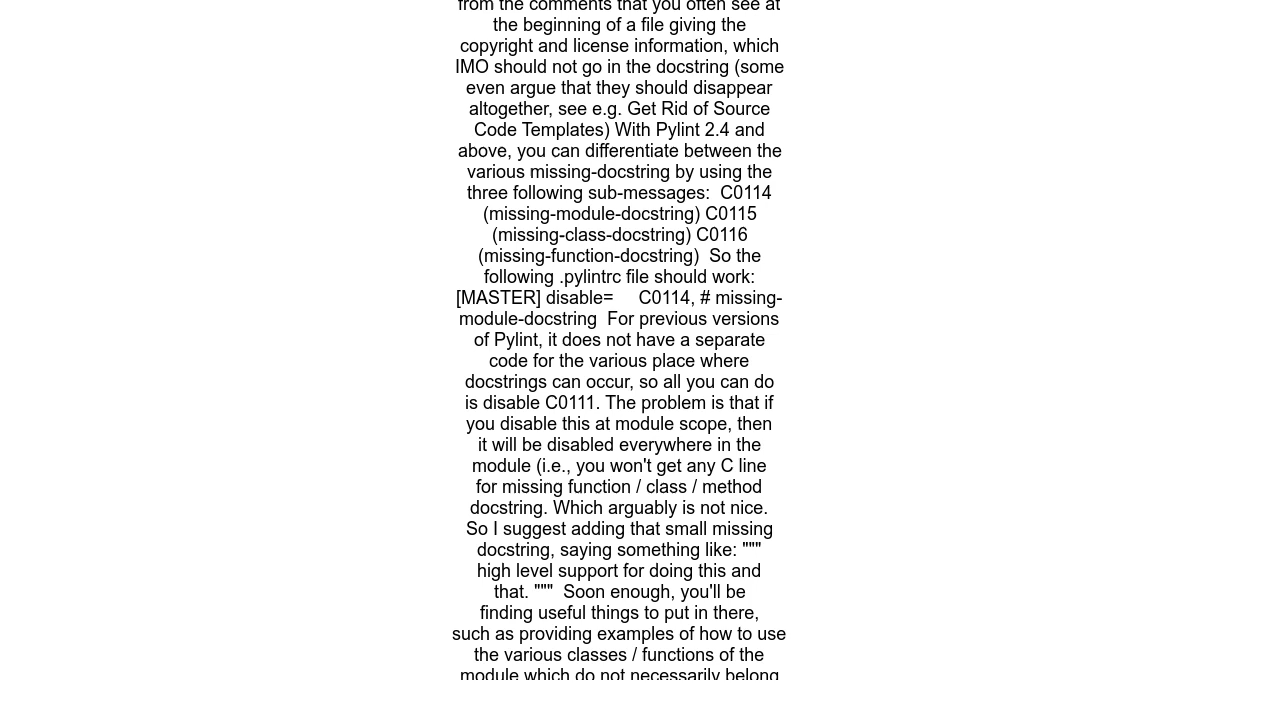 from the comments that you often see at
the beginning of a file giving the
copyright and license information, which
IMO should not go in the docstring (some
even argue that they should disappear
altogether, see e.g. Get Rid of Source
Code Templates) With Pylint 2.4 and
above, you can differentiate between the
various missing-docstring by using the
three following sub-messages:  C0114
(missing-module-docstring) C0115
(missing-class-docstring) C0116
(missing-function-docstring)  So the
following .pylintrc file should work:
[MASTER] disable=     C0114, # missing-
module-docstring  For previous versions
of Pylint, it does not have a separate
code for the various place where
docstrings can occur, so all you can do
is disable C0111. The problem is that if
you disable this at module scope, then
it will be disabled everywhere in the
module (i.e., you won't get any C line
for missing function / class / method
docstring. Which arguably is not nice.
So I suggest adding that small missing
docstring, saying something like: """
high level support for doing this and
that. """  Soon enough, you'll be
finding useful things to put in there,
such as providing examples of how to use
the various classes / functions of the
module which do not necessarily belong